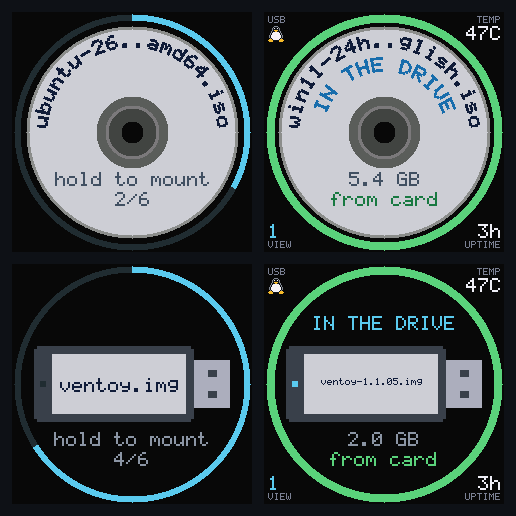 ubuntu-26..amd64.iso
hold to mount
2/6
USB
TEMP
47C
win11-24h..glish.iso
IN THE DRIVE
5.4 GB
from card
1
VIEW
3h
UPTIME
ventoy.img
hold to mount
4/6
USB
TEMP
47C
IN THE DRIVE
ventoy-1.1.05.img
2.0 GB
from card
1
VIEW
3h
UPTIME